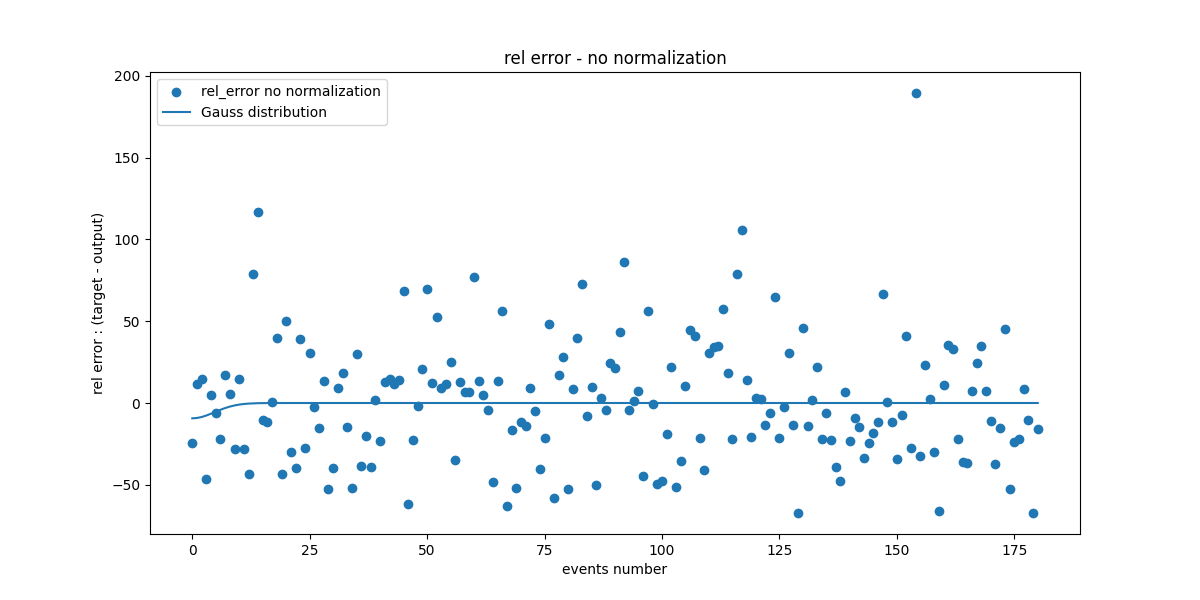 rel error - no normalization
rel_error no normalization
Gauss distribution
rel error : (target - output)
200
150
100
50
0
−50
0 25 50 75 100 125 150 175
events number